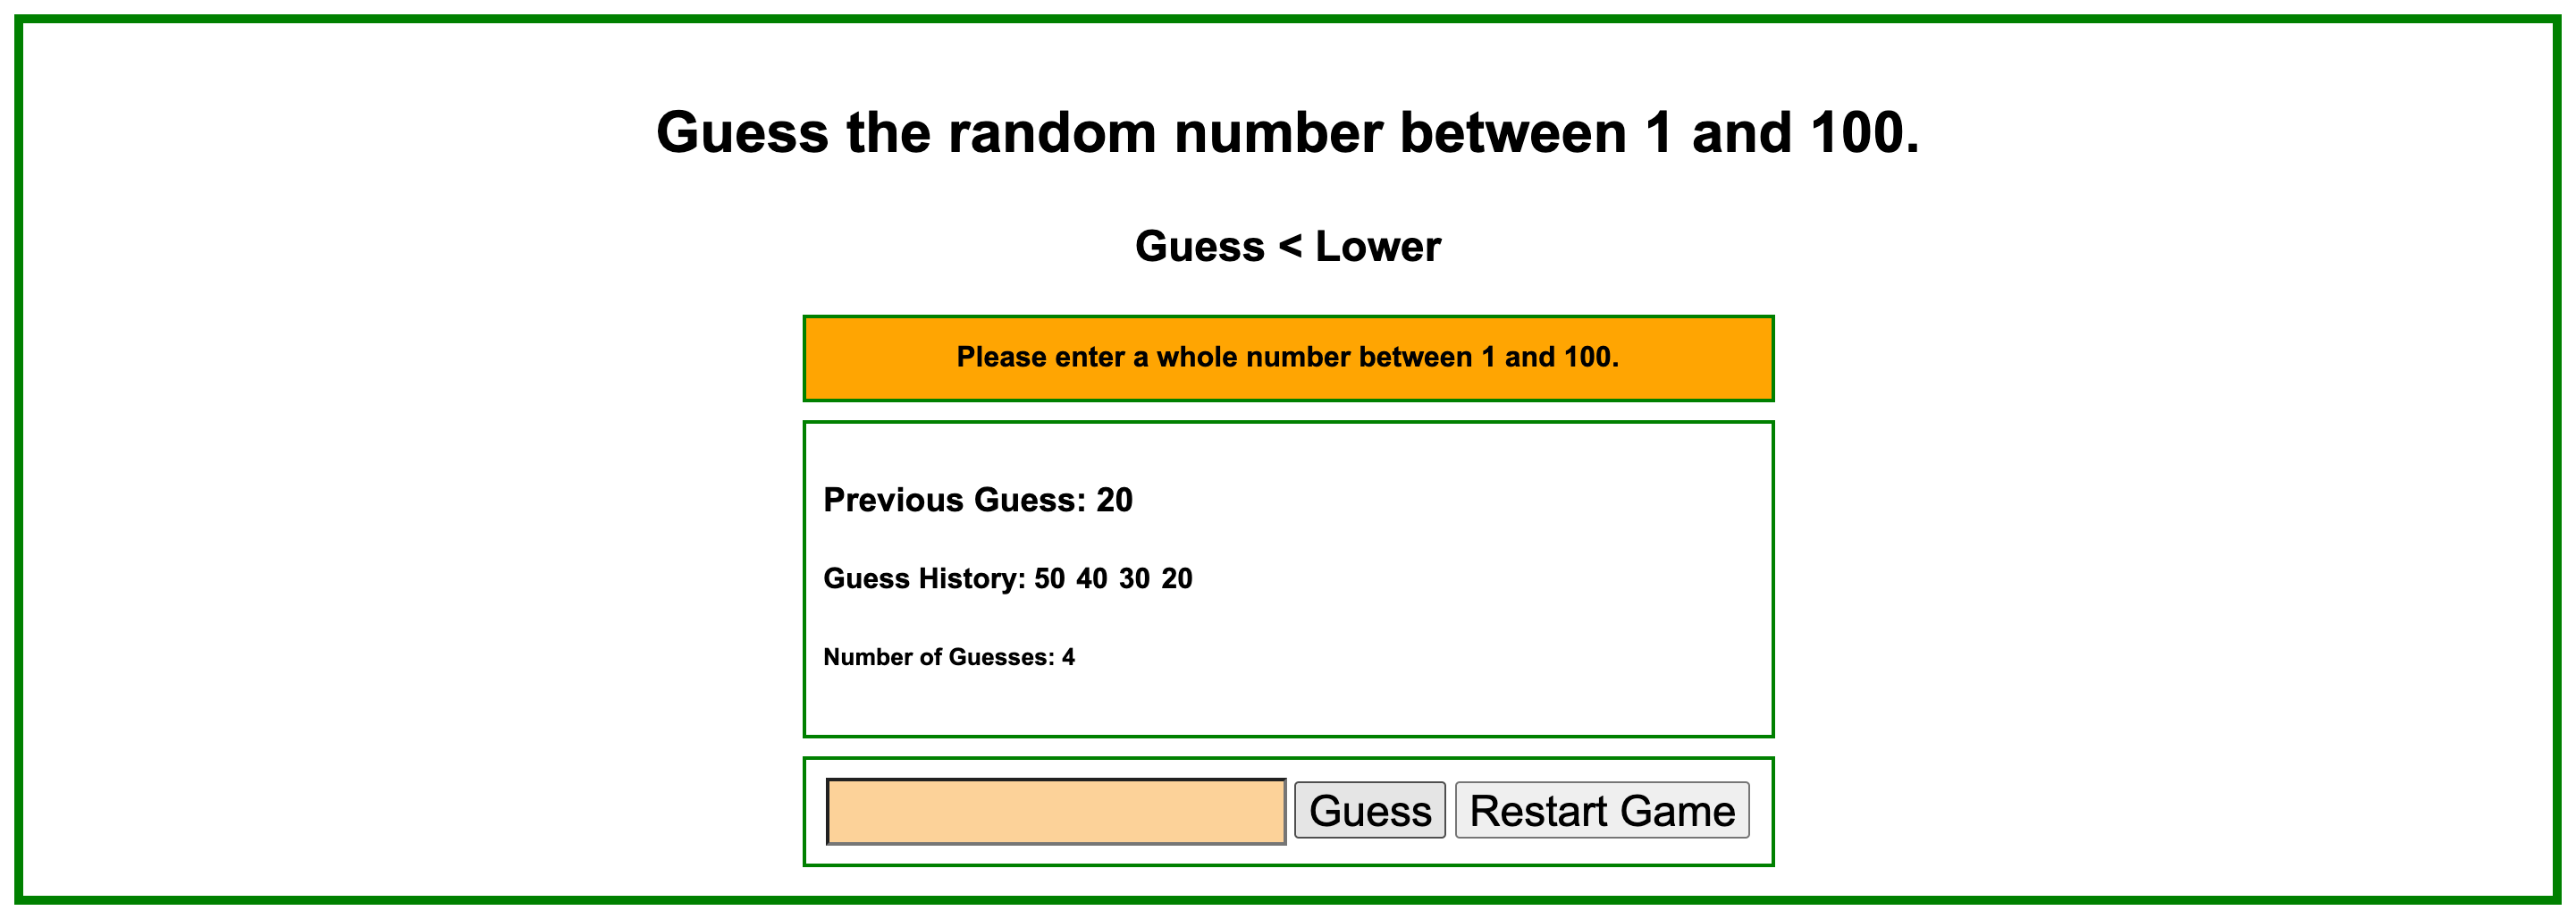 Guess the random number between 1 and 100.
Guess < Lower
Please enter a whole number between 1 and 100.
Previous Guess: 20
Guess History: 50 40 30 20
Number of Guesses: 4
Guess Restart Game